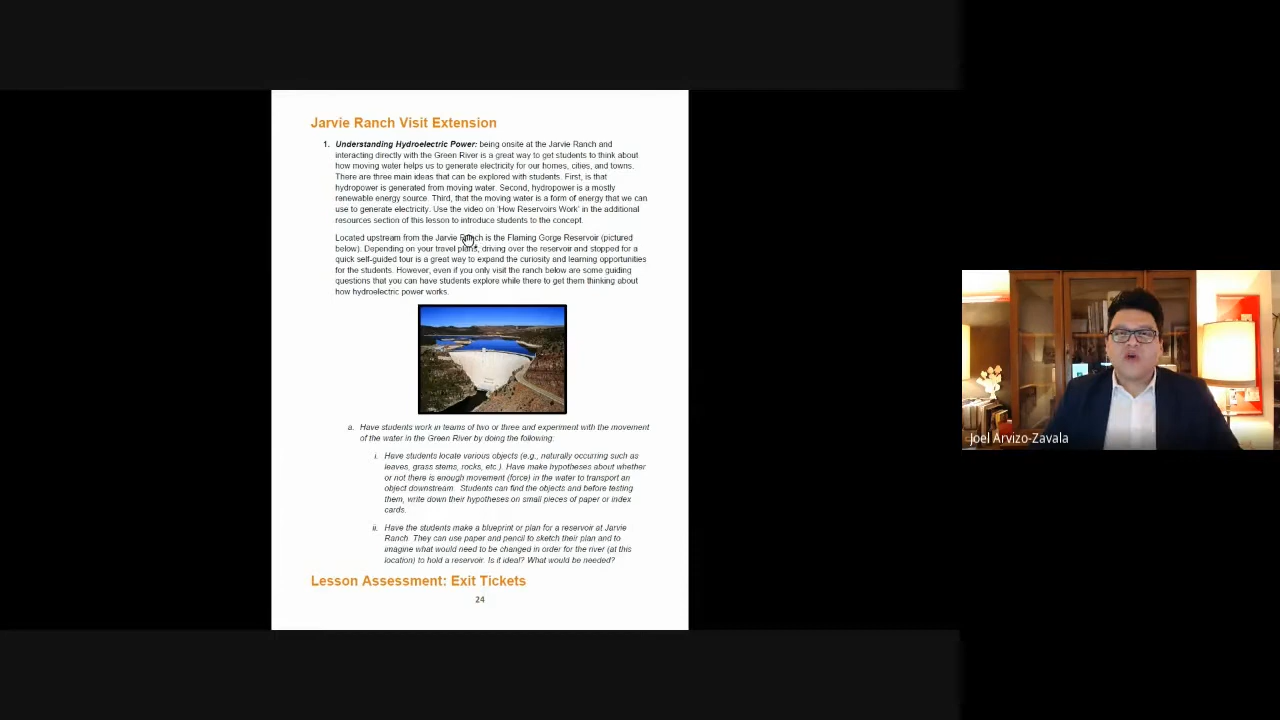 Jarvie Ranch Visit Extension
1. Understanding Hydroelectric Power: being onsite at the Jarvie Ranch and
interacting directly with the Green River is a great way to get students to think about
how moving water helps us to generate electricity for our homes, cities, and towns.
There are three main ideas that can be explored with students. First, is that
hydropower is generated from moving water. Second, hydropower is a mostly
renewable energy source. Third, that the moving water is a form of energy that we can
use to generate electricity. Use the video on 'How Reservoirs Work' in the additional
resources section of this lesson to introduce students to the concept.
Located upstream from the Jarvie Ranch is the Flaming Gorge Reservoir (pictured
below). Depending on your travel plans, driving over the reservoir and stopped for a
quick self-guided tour is a great way to expand the curiosity and learning opportunities
for the students. However, even if you only visit the ranch below are some guiding
questions that you can have students explore while there to get them thinking about
how hydroelectric power works.
a. Have students work in teams of two or three and experiment with the movement
of the water in the Green River by doing the following:
i. Have students locate various objects (e.g., naturally occurring such as
leaves, grass stems, rocks, etc.). Have make hypotheses about whether
or not there is enough movement (force) in the water to transport an
object downstream. Students can find the objects and before testing
them, write down their hypotheses on small pieces of paper or index
cards.
ii. Have the students make a blueprint or plan for a reservoir at Jarvie
Ranch. They can use paper and pencil to sketch their plan and to
imagine what would need to be changed in order for the river (at this
location) to hold a reservoir. Is it ideal? What would be needed?
Lesson Assessment: Exit Tickets
24
Joel Arvizo-Zavala